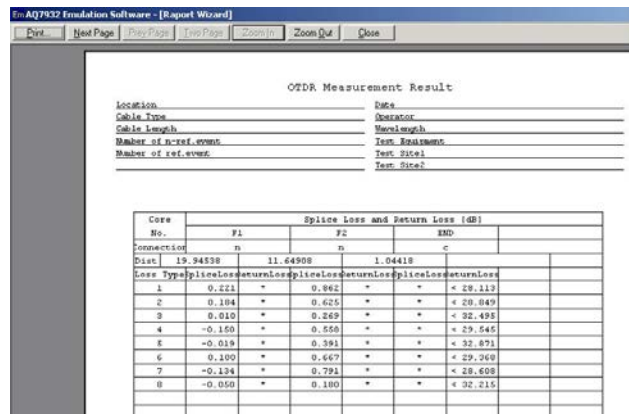 Em AQ7932 Emulation Software - [Raport Wizard]
Print... Next Page Prev Page Two Page Zoom In Zoom Out Close
OTDR Measurement Result
Location Date
Cable Type Operator
Cable Length Wavelength
Number of n-ref.event Test Equipment
Number of ref.event Test Site1
Test Site2
Core Splice Loss and Return Loss [dB]
No. F1 F2 END
Connection n n c
Dist 19.94538 11.64908 1.04418
Loss Type SpliceLoss ReturnLoss SpliceLoss ReturnLoss SpliceLoss ReturnLoss
1 0.221 * 0.862 * * < 28.113
2 0.184 * 0.625 * * < 28.849
3 0.010 * 0.269 * * < 32.495
4 -0.150 * 0.550 * * < 29.545
5 -0.019 * 0.391 * * < 32.871
6 0.100 * 0.667 * * < 29.368
7 -0.134 * 0.791 * * < 28.608
8 -0.050 * 0.180 * * < 32.215